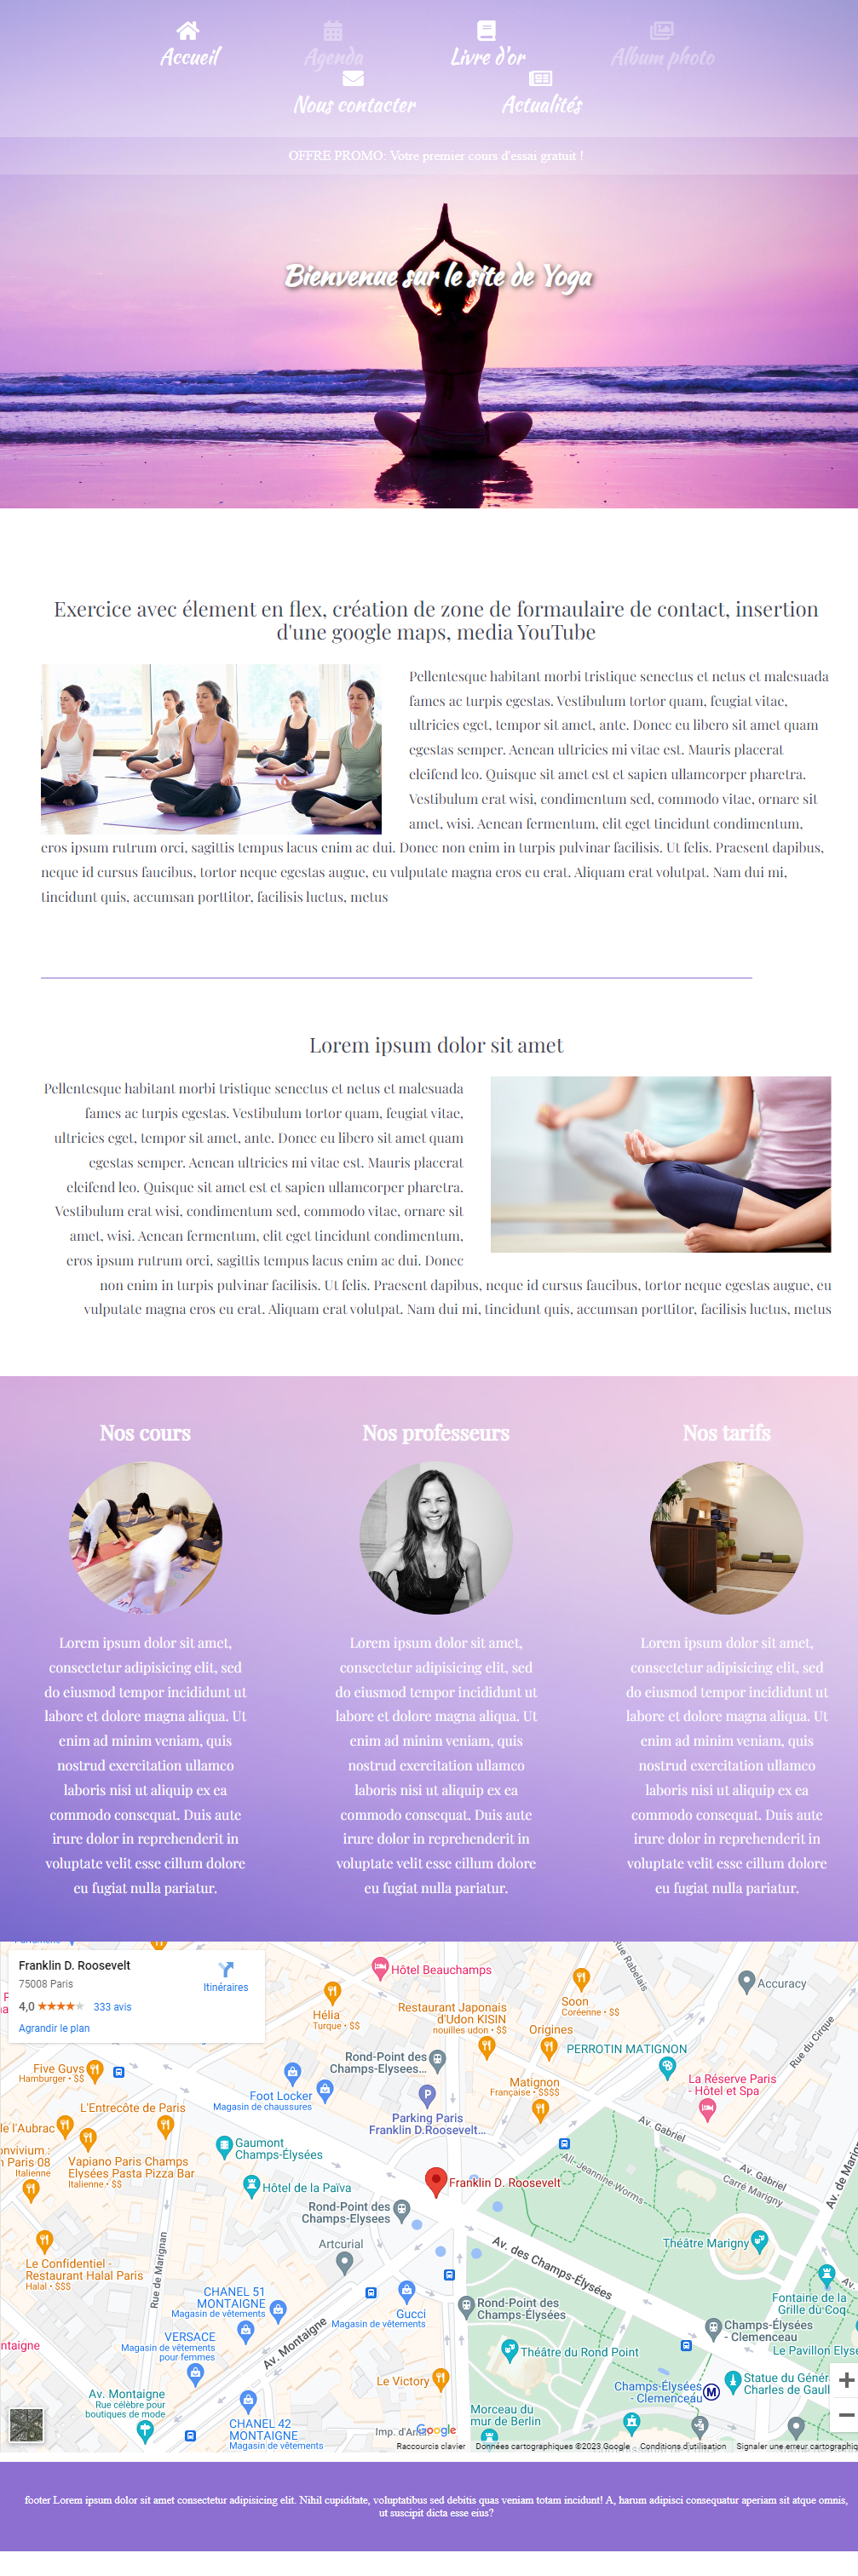 Accueil
Agenda
Livre d'or
Album photo
Nous contacter
Actualités
OFFRE PROMO: Votre premier cours d'essai gratuit !
Bienvenue sur le site de Yoga
Exercice avec élement en flex, création de zone de formaulaire de contact, insertion
d'une google maps, media YouTube
Pellentesque habitant morbi tristique senectus et netus et malesuada
fames ac turpis egestas. Vestibulum tortor quam, feugiat vitae,
ultricies eget, tempor sit amet, ante. Donec eu libero sit amet quam
egestas semper. Aenean ultricies mi vitae est. Mauris placerat
eleifend leo. Quisque sit amet est et sapien ullamcorper pharetra.
Vestibulum erat wisi, condimentum sed, commodo vitae, ornare sit
amet, wisi. Aenean fermentum, elit eget tincidunt condimentum,
eros ipsum rutrum orci, sagittis tempus lacus enim ac dui. Donec non enim in turpis pulvinar facilisis. Ut felis. Praesent dapibus,
neque id cursus faucibus, tortor neque egestas augue, eu vulputate magna eros eu erat. Aliquam erat volutpat. Nam dui mi,
tincidunt quis, accumsan porttitor, facilisis luctus, metus
Lorem ipsum dolor sit amet
Pellentesque habitant morbi tristique senectus et netus et malesuada
fames ac turpis egestas. Vestibulum tortor quam, feugiat vitae,
ultricies eget, tempor sit amet, ante. Donec eu libero sit amet quam
egestas semper. Aenean ultricies mi vitae est. Mauris placerat
eleifend leo. Quisque sit amet est et sapien ullamcorper pharetra.
Vestibulum erat wisi, condimentum sed, commodo vitae, ornare sit
amet, wisi. Aenean fermentum, elit eget tincidunt condimentum,
eros ipsum rutrum orci, sagittis tempus lacus enim ac dui. Donec
non enim in turpis pulvinar facilisis. Ut felis. Praesent dapibus, neque id cursus faucibus, tortor neque egestas augue, eu
vulputate magna eros eu erat. Aliquam erat volutpat. Nam dui mi, tincidunt quis, accumsan porttitor, facilisis luctus, metus
Nos cours
Lorem ipsum dolor sit amet,
consectetur adipisicing elit, sed
do eiusmod tempor incididunt ut
labore et dolore magna aliqua. Ut
enim ad minim veniam, quis
nostrud exercitation ullamco
laboris nisi ut aliquip ex ea
commodo consequat. Duis aute
irure dolor in reprehenderit in
voluptate velit esse cillum dolore
eu fugiat nulla pariatur.
Nos professeurs
Lorem ipsum dolor sit amet,
consectetur adipisicing elit, sed
do eiusmod tempor incididunt ut
labore et dolore magna aliqua. Ut
enim ad minim veniam, quis
nostrud exercitation ullamco
laboris nisi ut aliquip ex ea
commodo consequat. Duis aute
irure dolor in reprehenderit in
voluptate velit esse cillum dolore
eu fugiat nulla pariatur.
Nos tarifs
Lorem ipsum dolor sit amet,
consectetur adipisicing elit, sed
do eiusmod tempor incididunt ut
labore et dolore magna aliqua. Ut
enim ad minim veniam, quis
nostrud exercitation ullamco
laboris nisi ut aliquip ex ea
commodo consequat. Duis aute
irure dolor in reprehenderit in
voluptate velit esse cillum dolore
eu fugiat nulla pariatur.
Franklin D. Roosevelt
75008 Paris
4,0
333 avis
Agrandir le plan
Itinéraires
Hôtel Beauchamps
Rue Rabelais
Accuracy
Hélia
Turque • $$
Restaurant Japonais
d'Udon KISIN
nouilles udon • $$
Soon
Coréenne • $$
Origines
Rue du Cirque
PERROTIN MATIGNON
Five Guys
Hamburger • $$
Rond-Point des
Champs-Elysees...
Foot Locker
Magasin de chaussures
Matignon
Française • $$$$
La Réserve Paris
- Hôtel et Spa
L'Entrecôte de Paris
Parking Paris
Franklin D.Roosevelt...
Av. Gabriel
le l'Aubrac
Gaumont
Champs-Élysées
All. Jeannine-Worms
Av. Gabriel
Carré Marigny
Av. de Marig
onvivium :
Paris 08
Italienne
Vapiano Paris Champs
Elysées Pasta Pizza Bar
Italienne • $$
Hôtel de la Païva
Franklin D. Roosevelt
Rond-Point des
Champs-Elysees
Artcurial
Av. des Champs-Élysées
Théâtre Marigny
Le Confidentiel -
Restaurant Halal Paris
Halal • $$$
Rue de Marignan
Fontaine de la
Grille du Coq
CHANEL 51
MONTAIGNE
Magasin de vêtements
Gucci
Magasin de vêtements
Rond-Point des
Champs-Élysées
Champs-Élysées
- Clemenceau
VERSACE
Magasin de vêtements
pour femmes
Av. Montaigne
ntaigne
Théâtre du Rond Point
Le Pavillon Elyse
Av. Montaigne
Rue célèbre pour
boutiques de mode
Le Victory
Champs-Élysées
- Clemenceau
M
Statue du Génér
Charles de Gaull
CHANEL 42
MONTAIGNE
Magasin de vêtements
Imp. d'Antin
Google
Morceau du
mur de Berlin
Raccourcis clavier
Données cartographiques ©2023 Google
Conditions d'utilisation
Signaler une erreur cartographiq
footer Lorem ipsum dolor sit amet consectetur adipisicing elit. Nihil cupiditate, voluptatibus sed debitis quas veniam totam incidunt! A, harum adipisci consequatur aperiam sit atque omnis,
ut suscipit dicta esse eius?